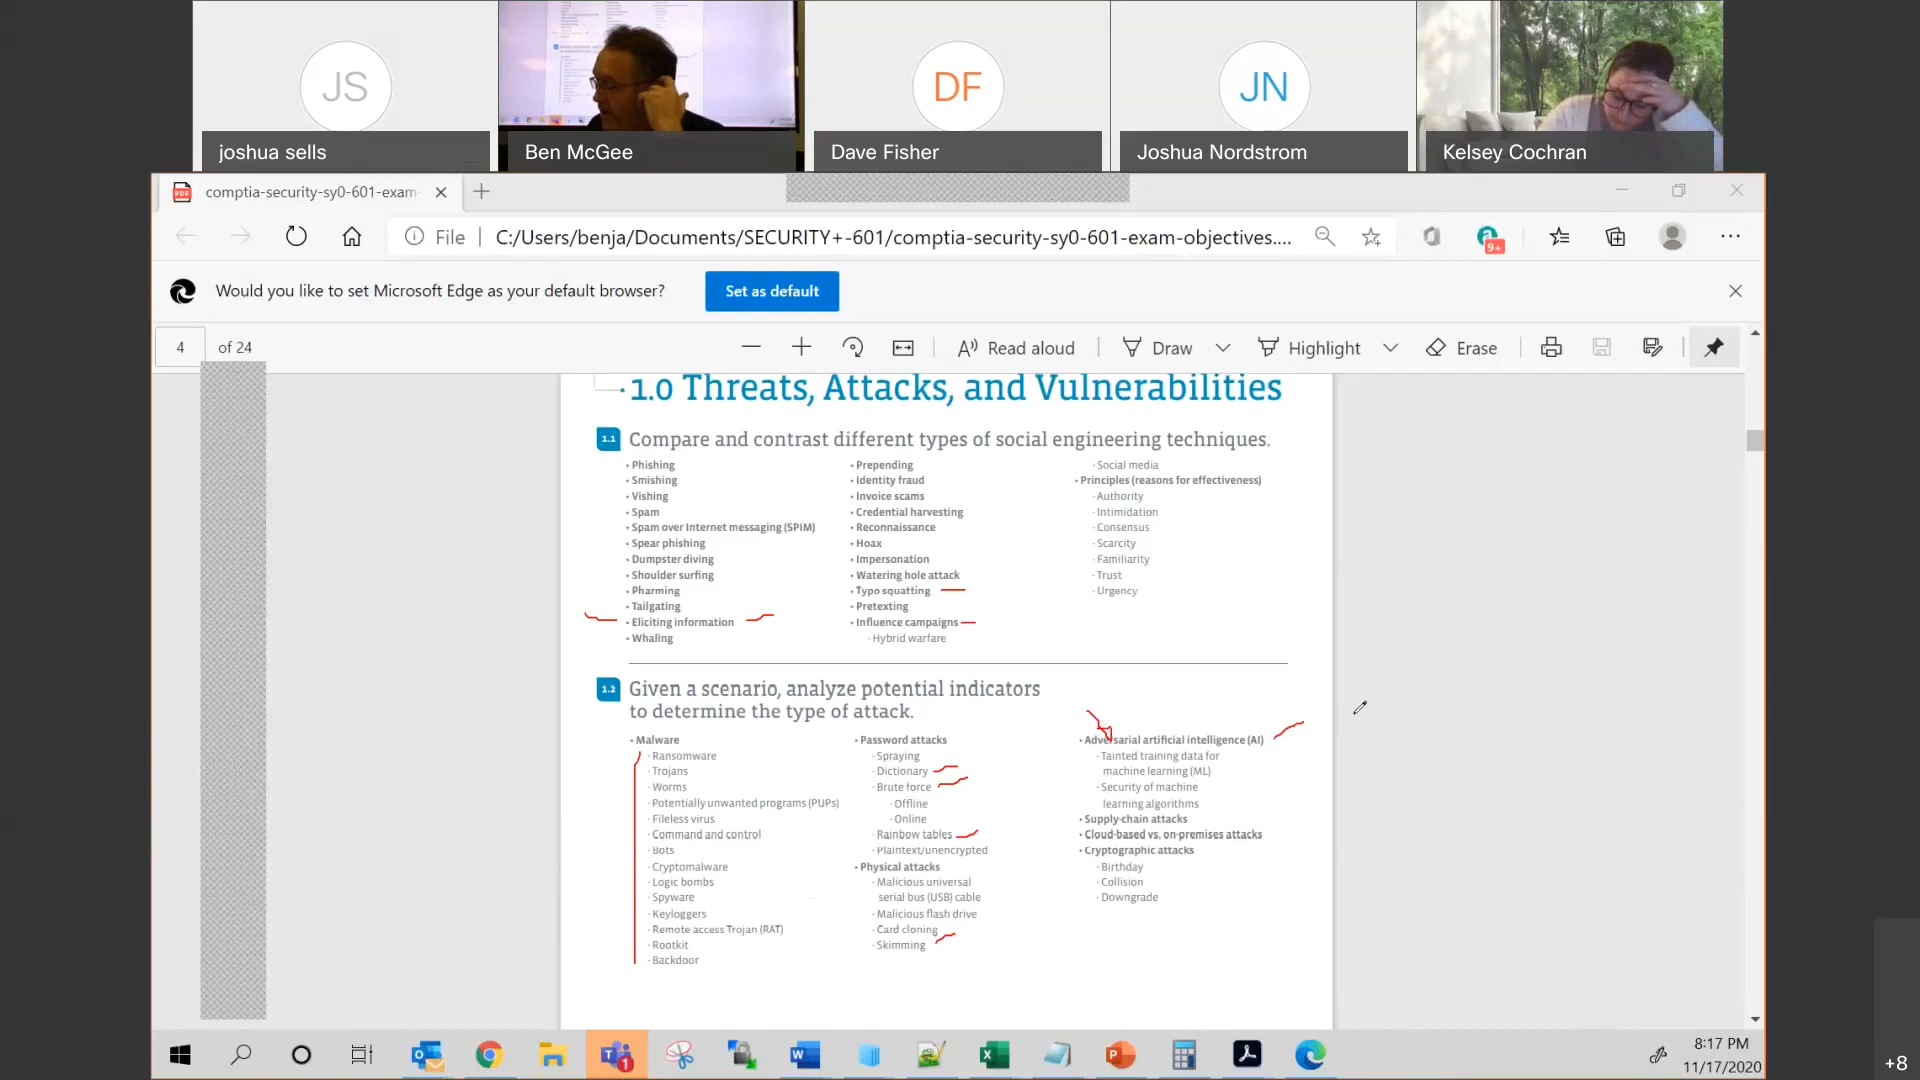 JS
DF
JN
joshua sells
Ben McGee
Dave Fisher
Joshua Nordstrom
Kelsey Cochran
comptia-security-sy0-601-exam-
File
C:/Users/benja/Documents/SECURITY+-601/comptia-security-sy0-601-exam-objectives....
9+
Would you like to set Microsoft Edge as your default browser?
Set as default
4 of 24
Read aloud
Draw
Highlight
Erase
1.0 Threats, Attacks, and Vulnerabilities
1.1 Compare and contrast different types of social engineering techniques.
• Phishing
• Smishing
• Vishing
• Spam
• Spam over Internet messaging (SPIM)
• Spear phishing
• Dumpster diving
• Shoulder surfing
• Pharming
• Tailgating
• Eliciting information
• Whaling
• Prepending
• Identity fraud
• Invoice scams
• Credential harvesting
• Reconnaissance
• Hoax
• Impersonation
• Watering hole attack
• Typo squatting
• Pretexting
• Influence campaigns
- Hybrid warfare
- Social media
• Principles (reasons for effectiveness)
- Authority
- Intimidation
- Consensus
- Scarcity
- Familiarity
- Trust
- Urgency
1.2 Given a scenario, analyze potential indicators
to determine the type of attack.
• Malware
- Ransomware
- Trojans
- Worms
- Potentially unwanted programs (PUPs)
- Fileless virus
- Command and control
- Bots
- Cryptomalware
- Logic bombs
- Spyware
- Keyloggers
- Remote access Trojan (RAT)
- Rootkit
- Backdoor
• Password attacks
- Spraying
- Dictionary
- Brute force
- Offline
- Online
- Rainbow tables
- Plaintext/unencrypted
• Physical attacks
- Malicious universal
serial bus (USB) cable
- Malicious flash drive
- Card cloning
- Skimming
• Adversarial artificial intelligence (AI)
- Tainted training data for
machine learning (ML)
- Security of machine
learning algorithms
• Supply-chain attacks
• Cloud-based vs. on-premises attacks
• Cryptographic attacks
- Birthday
- Collision
- Downgrade
8:17 PM
11/17/2020
+8